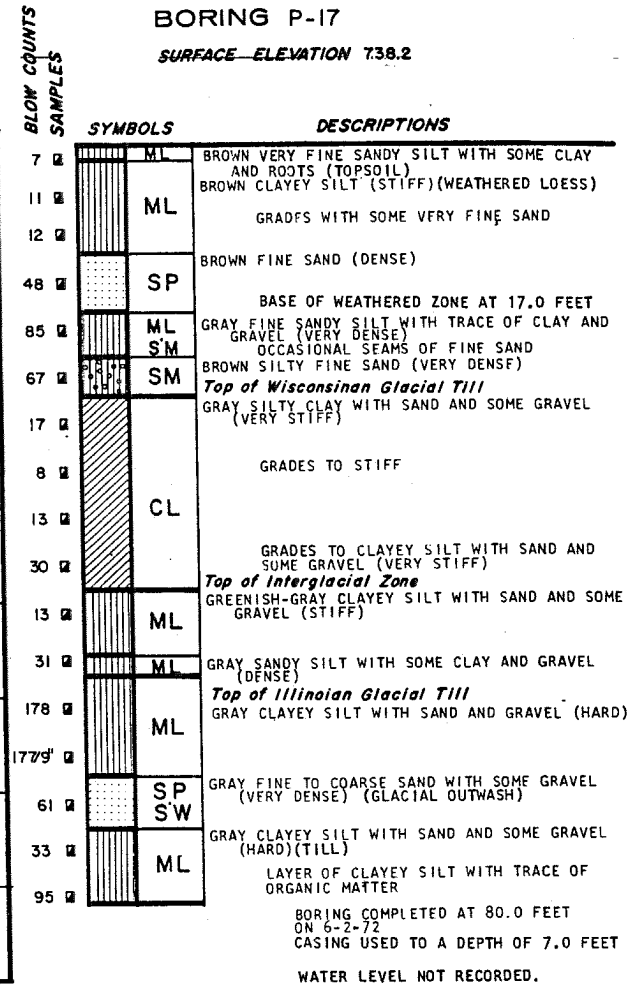 BORING P-17
SURFACE ELEVATION 738.2
BLOW COUNTS
SAMPLES
SYMBOLS
DESCRIPTIONS
7 ML BROWN VERY FINE SANDY SILT WITH SOME CLAY
AND ROOTS (TOPSOIL)
BROWN CLAYEY SILT (STIFF)(WEATHERED LOESS)
11
ML
GRADES WITH SOME VERY FINE SAND
12
BROWN FINE SAND (DENSE)
48 SP
BASE OF WEATHERED ZONE AT 17.0 FEET
85 ML GRAY FINE SANDY SILT WITH TRACE OF CLAY AND
GRAVEL (VERY DENSE)
SM OCCASIONAL SEAMS OF FINE SAND
BROWN SILTY FINE SAND (VERY DENSE)
67 SM
Top of Wisconsinan Glacial Till
GRAY SILTY CLAY WITH SAND AND SOME GRAVEL
17 (VERY STIFF)
8 GRADES TO STIFF
CL
13
GRADES TO CLAYEY SILT WITH SAND AND
30 SOME GRAVEL (VERY STIFF)
Top of Interglacial Zone
GREENISH-GRAY CLAYEY SILT WITH SAND AND SOME
13 GRAVEL (STIFF)
ML
31 ML GRAY SANDY SILT WITH SOME CLAY AND GRAVEL
(DENSE)
Top of Illinoian Glacial Till
178 GRAY CLAYEY SILT WITH SAND AND GRAVEL (HARD)
ML
177/9"
SP GRAY FINE TO COARSE SAND WITH SOME GRAVEL
61 SW (VERY DENSE) (GLACIAL OUTWASH)
GRAY CLAYEY SILT WITH SAND AND SOME GRAVEL
33 (HARD)(TILL)
ML
LAYER OF CLAYEY SILT WITH TRACE OF
ORGANIC MATTER
95
BORING COMPLETED AT 80.0 FEET
ON 6-2-72
CASING USED TO A DEPTH OF 7.0 FEET
WATER LEVEL NOT RECORDED.